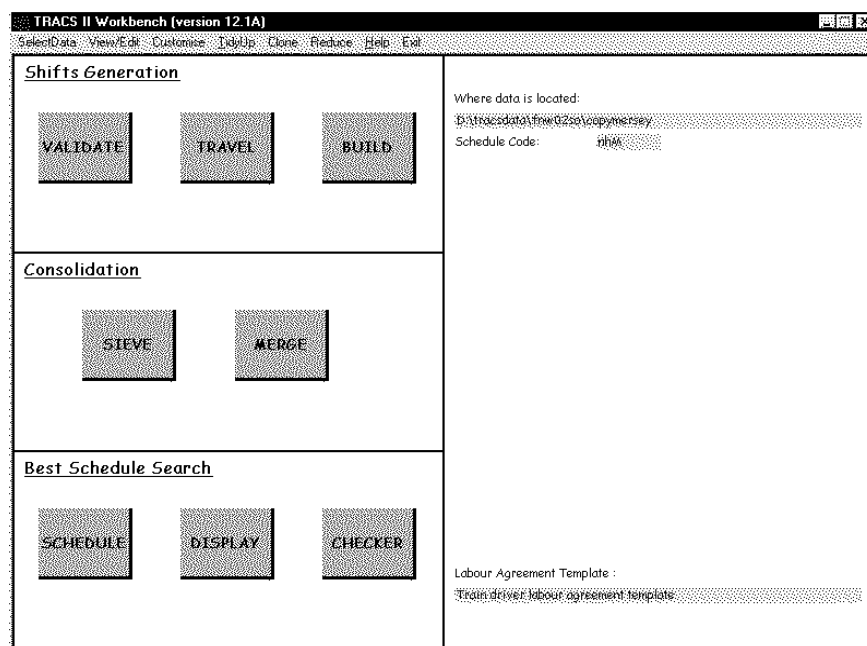 TRACS II Workbench (version 12.1A)
SelectData View/Edit Customise TidyUp Clone Reduce Help Exit
Shifts Generation
VALIDATE TRAVEL BUILD
Consolidation
SIEVE MERGE
Best Schedule Search
SCHEDULE DISPLAY CHECKER
Where data is located:
D:\tracsdata\fnw02so\copymersey
Schedule Code: nhM
Labour Agreement Template :
Train driver labour agreement template